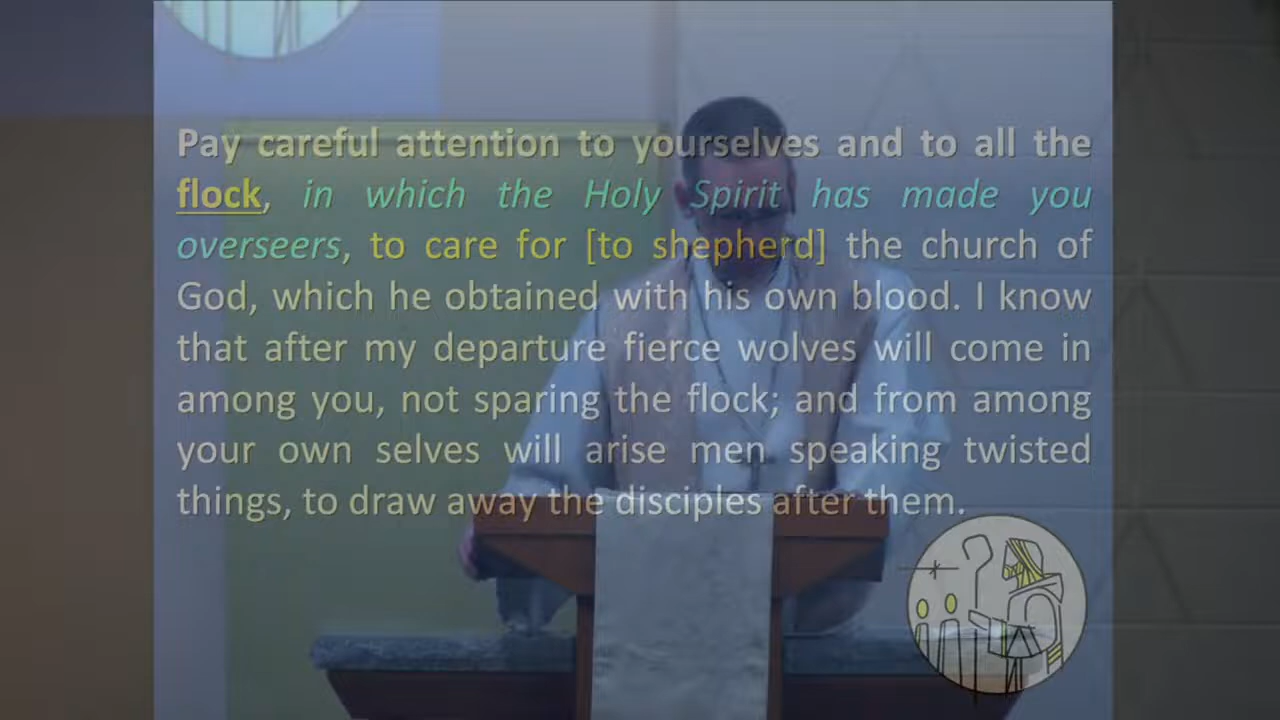 Pay careful attention to yourselves and to all the
flock, in which the Holy Spirit has made you
overseers, to care for [to shepherd] the church of
God, which he obtained with his own blood. I know
that after my departure fierce wolves will come in
among you, not sparing the flock; and from among
your own selves will arise men speaking twisted
things, to draw away the disciples after them.